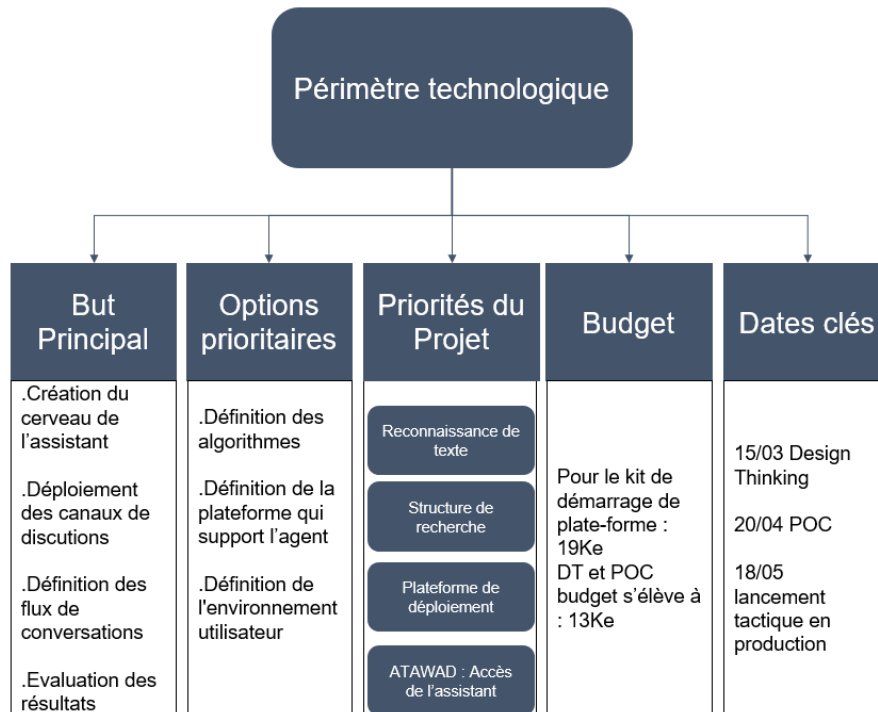 Périmètre technologique
But
Principal
.Création du
cerveau de
l'assistant
.Déploiement
des canaux de
discutions
.Définition des
flux de
conversations
.Evaluation des
résultats
Options
prioritaires
.Définition des
algorithmes
.Définition de la
plateforme qui
support l'agent
.Définition de
l'environnement
utilisateur
Priorités du
Projet
Reconnaissance de
texte
Structure de
recherche
Plateforme de
déploiement
ATAWAD : Accès
de l'assistant
Budget
Pour le kit de
démarrage de
plate-forme :
19Ke
DT et POC
budget s'élève à
: 13Ke
Dates clés
15/03 Design
Thinking
20/04 POC
18/05
lancement
tactique en
production